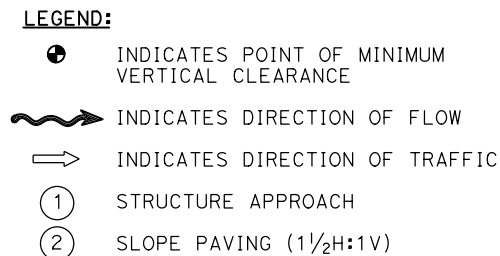 LEGEND:
INDICATES POINT OF MINIMUM
VERTICAL CLEARANCE
INDICATES DIRECTION OF FLOW
INDICATES DIRECTION OF TRAFFIC
1 STRUCTURE APPROACH
2 SLOPE PAVING (1½H:1V)